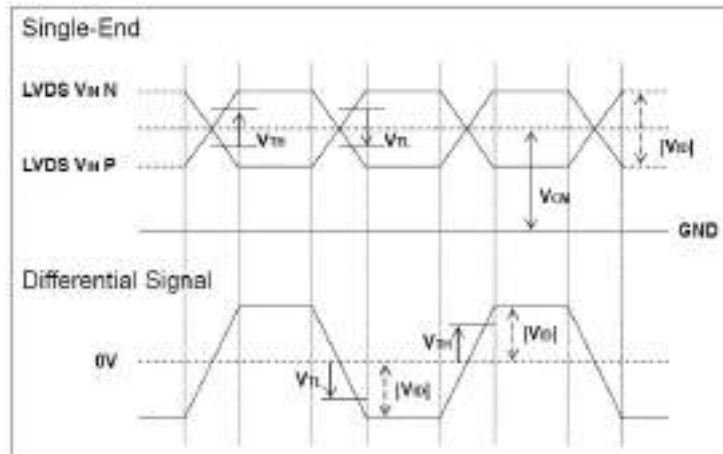 Single-End
LVDS VIN N
VTH
VTL
|VID|
LVDS VIN P
VCM
GND
Differential Signal
VTH
|VID|
0V
VTL
|VID|